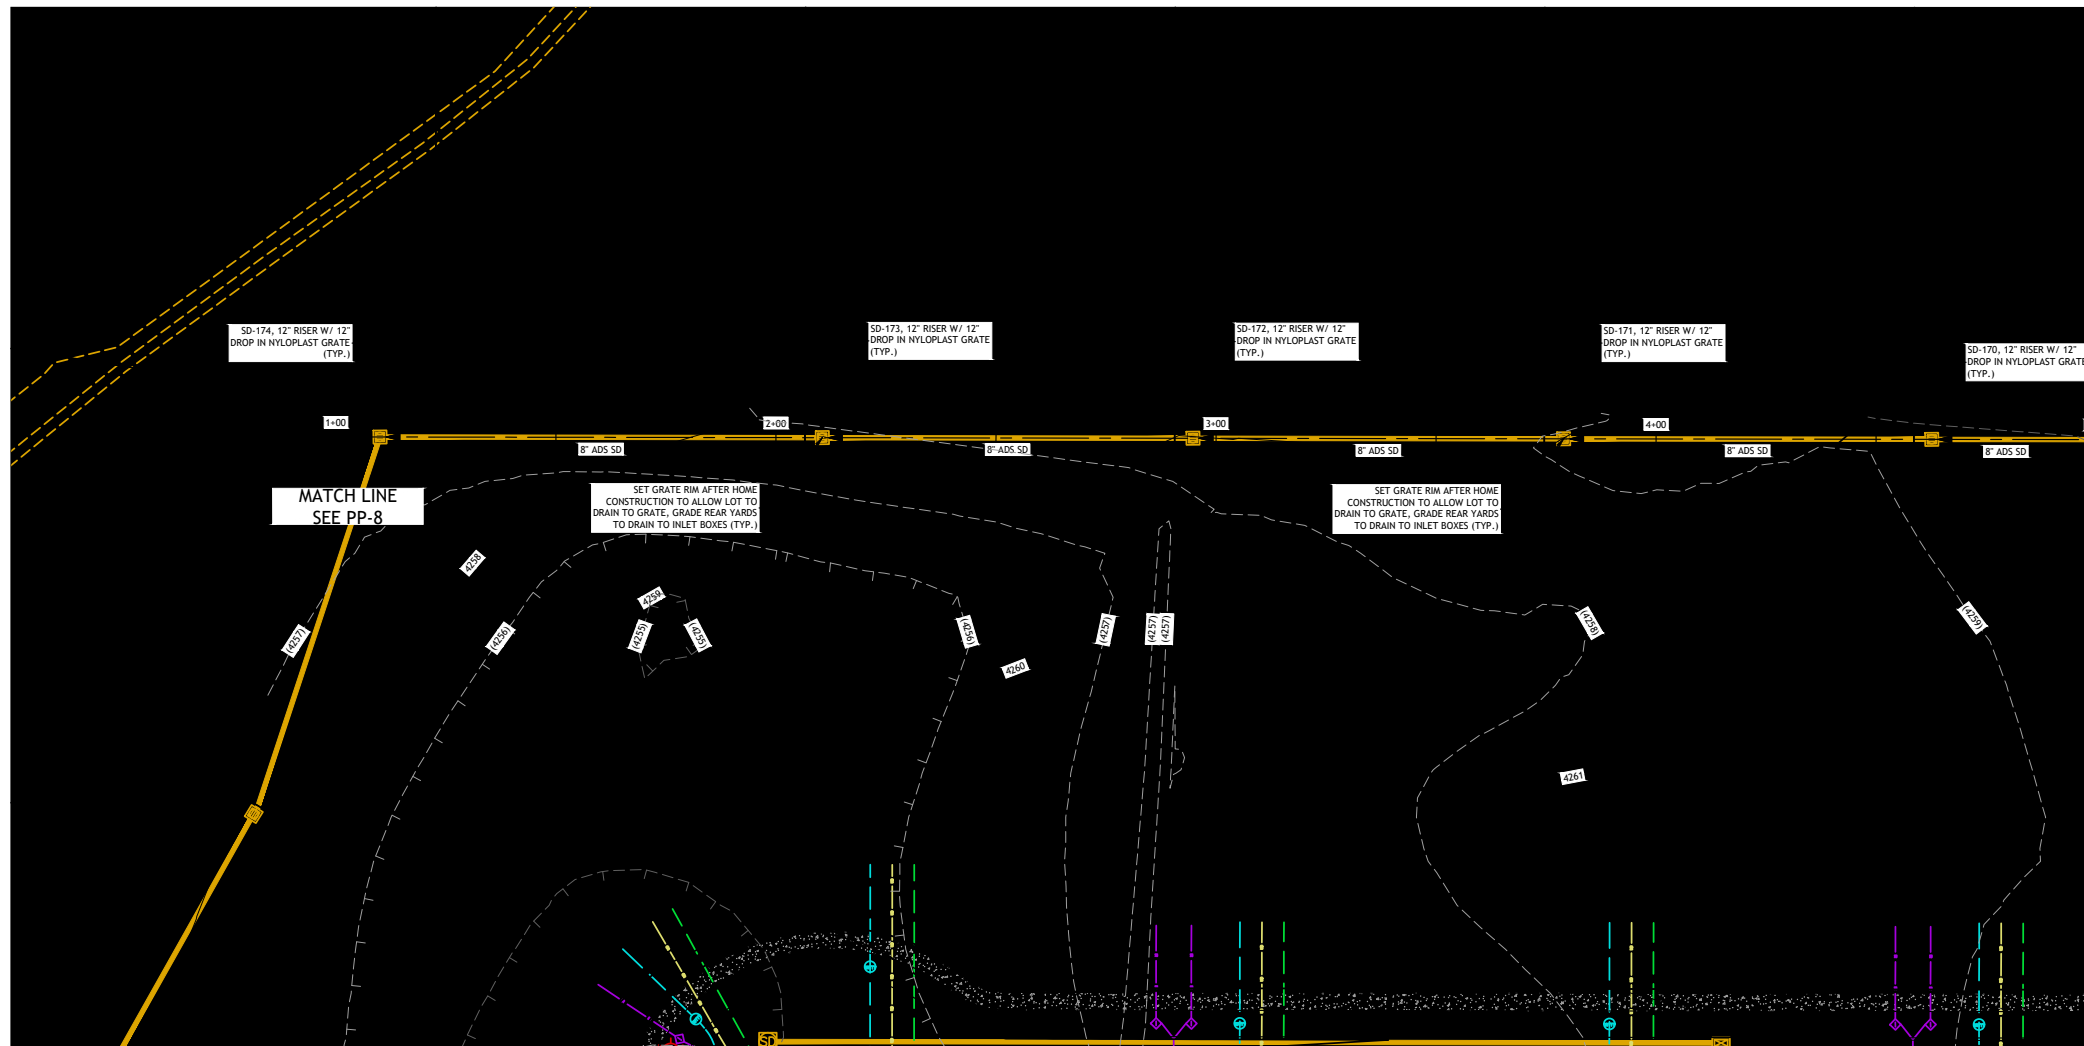 SD-174, 12" RISER W/ 12"
DROP IN NYLOPLAST GRATE
(TYP.)
SD-173, 12" RISER W/ 12"
DROP IN NYLOPLAST GRATE
(TYP.)
SD-172, 12" RISER W/ 12"
DROP IN NYLOPLAST GRATE
(TYP.)
SD-171, 12" RISER W/ 12"
DROP IN NYLOPLAST GRATE
(TYP.)
SD-170, 12" RISER W/ 12"
DROP IN NYLOPLAST GRATE
(TYP.)
1+00
2+00
3+00
4+00
8" ADS SD
8" ADS SD
8" ADS SD
8" ADS SD
8" ADS SD
MATCH LINE
SEE PP-8
SET GRATE RIM AFTER HOME
CONSTRUCTION TO ALLOW LOT TO
DRAIN TO GRATE, GRADE REAR YARDS
TO DRAIN TO INLET BOXES (TYP.)
SET GRATE RIM AFTER HOME
CONSTRUCTION TO ALLOW LOT TO
DRAIN TO GRATE, GRADE REAR YARDS
TO DRAIN TO INLET BOXES (TYP.)
4258
4259
(4257)
(4256)
(4255)
(4255)
(4256)
(4257)
(4257)
(4257)
(4258)
(4259)
4260
4261
SD